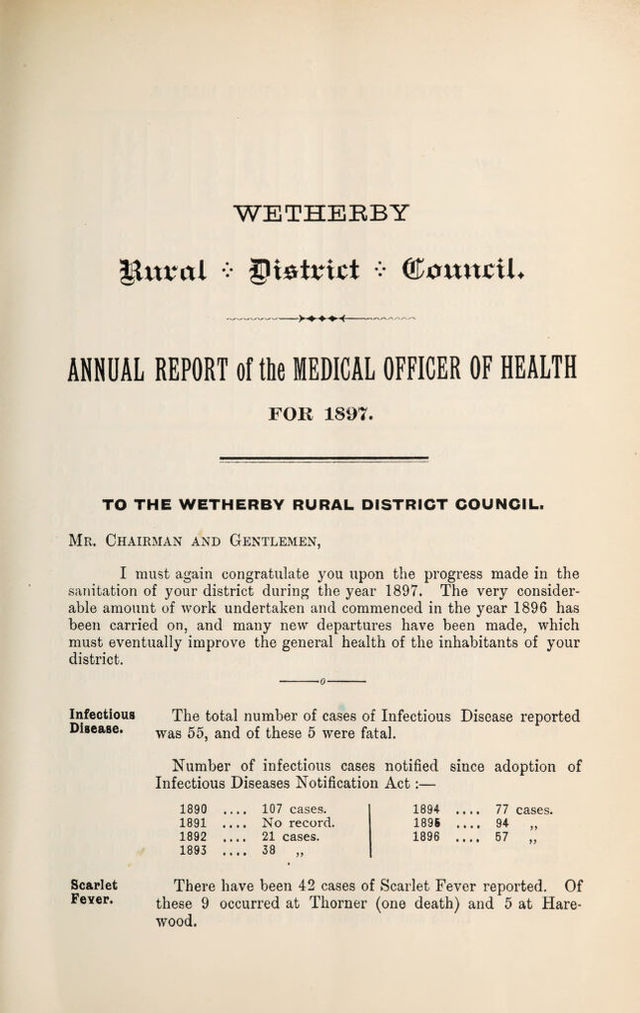 WETHERBY
Rural ⁘ District ⁘ Council.
ANNUAL REPORT of the MEDICAL OFFICER OF HEALTH
FOR 1897.
TO THE WETHERBY RURAL DISTRICT COUNCIL.
MR. CHAIRMAN AND GENTLEMEN,
I must again congratulate you upon the progress made in the
sanitation of your district during the year 1897. The very consider-
able amount of work undertaken and commenced in the year 1896 has
been carried on, and many new departures have been made, which
must eventually improve the general health of the inhabitants of your
district.
Infectious
Disease.
The total number of cases of Infectious Disease reported
was 55, and of these 5 were fatal.
Number of infectious cases notified since adoption of
Infectious Diseases Notification Act :—
1890 .... 107 cases.
1891 .... No record.
1892 .... 21 cases.
1893 .... 38 „
1894 .... 77 cases.
1895 .... 94 „
1896 .... 57 „
Scarlet
Fever.
There have been 42 cases of Scarlet Fever reported. Of
these 9 occurred at Thorner (one death) and 5 at Hare-
wood.